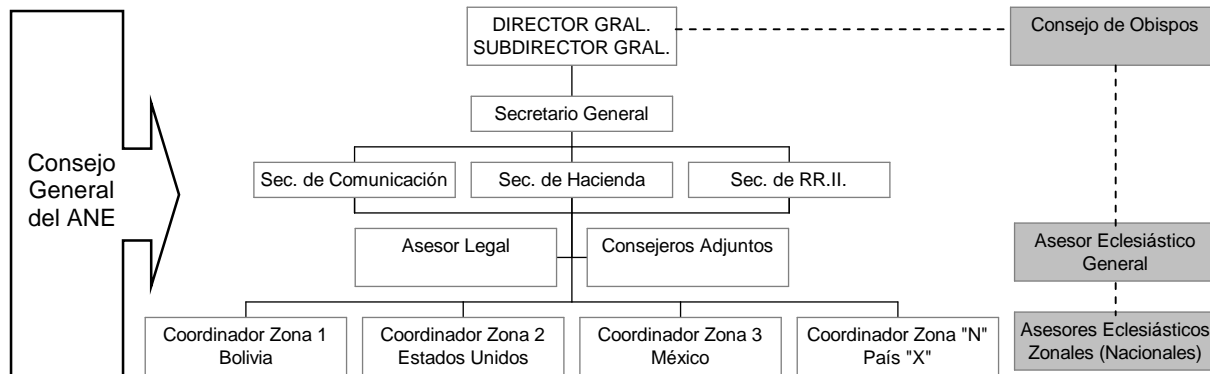 DIRECTOR GRAL.
SUBDIRECTOR GRAL.
Consejo de Obispos
Secretario General
Consejo
General
del ANE
Sec. de Comunicación
Sec. de Hacienda
Sec. de RR.II.
Asesor Legal
Consejeros Adjuntos
Asesor Eclesiástico
General
Coordinador Zona 1
Bolivia
Coordinador Zona 2
Estados Unidos
Coordinador Zona 3
México
Coordinador Zona "N"
País "X"
Asesores Eclesiásticos
Zonales (Nacionales)